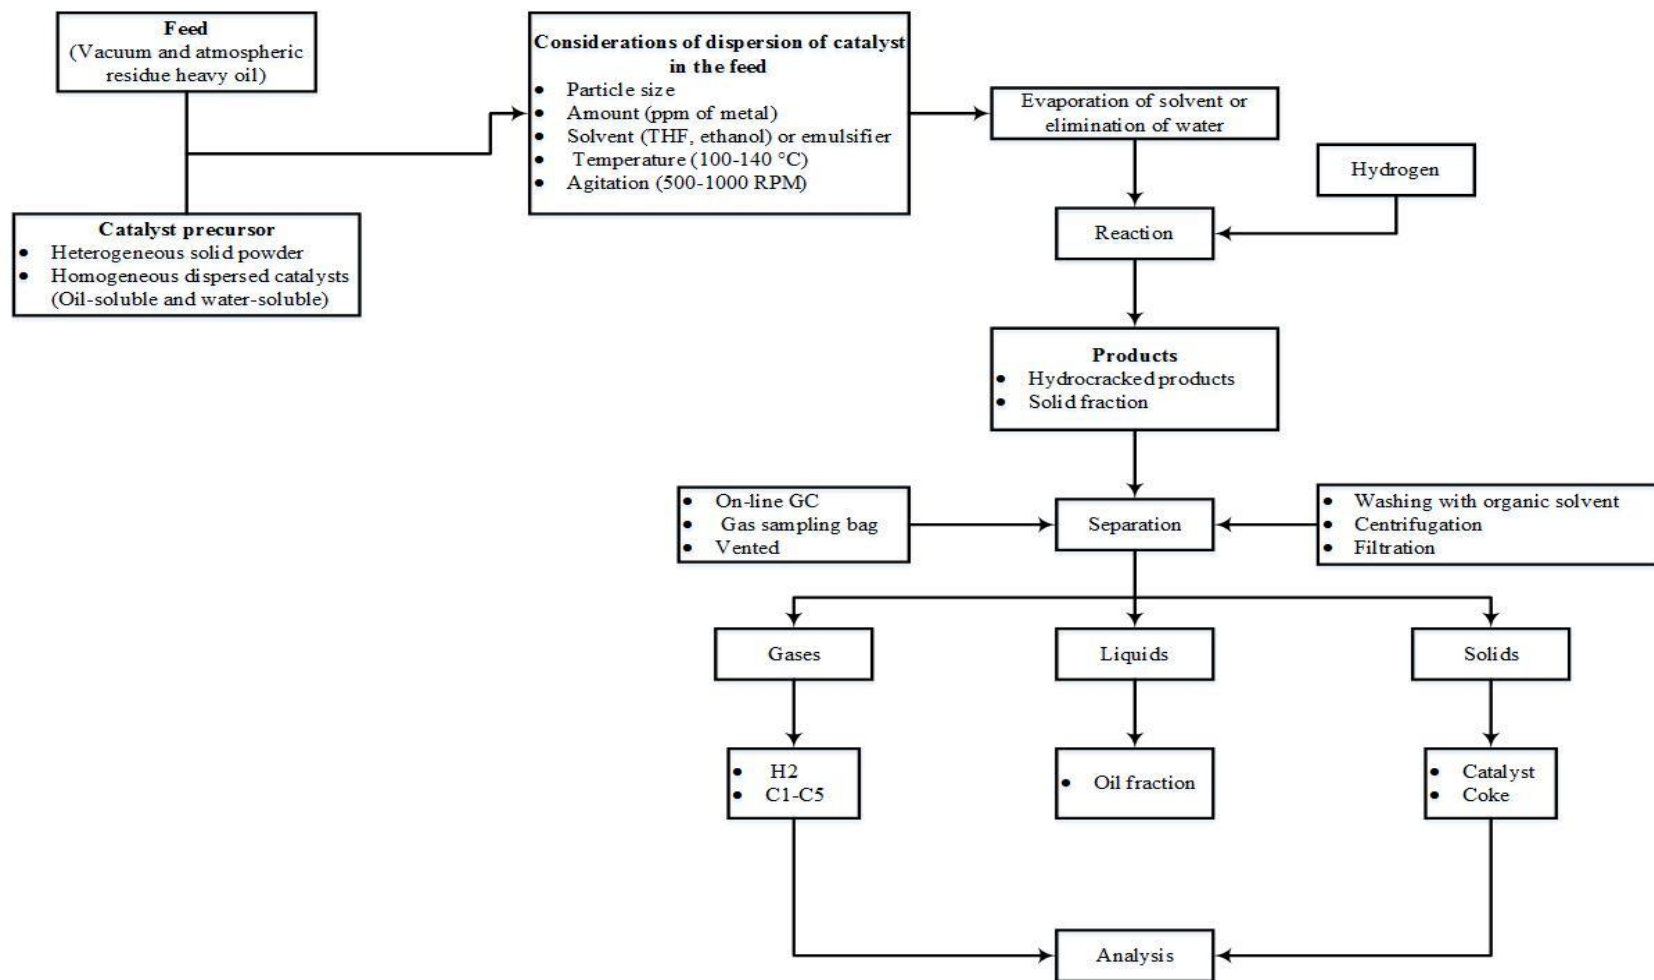 Feed
(Vacuum and atmospheric
residue heavy oil)
Catalyst precursor
• Heterogeneous solid powder
• Homogeneous dispersed catalysts
(Oil-soluble and water-soluble)
Considerations of dispersion of catalyst
in the feed
• Particle size
• Amount (ppm of metal)
• Solvent (THF, ethanol) or emulsifier
• Temperature (100-140 °C)
• Agitation (500-1000 RPM)
Evaporation of solvent or
elimination of water
Hydrogen
Reaction
Products
• Hydrocracked products
• Solid fraction
• On-line GC
• Gas sampling bag
• Vented
Separation
• Washing with organic solvent
• Centrifugation
• Filtration
Gases
Liquids
Solids
• H2
• C1-C5
• Oil fraction
• Catalyst
• Coke
Analysis